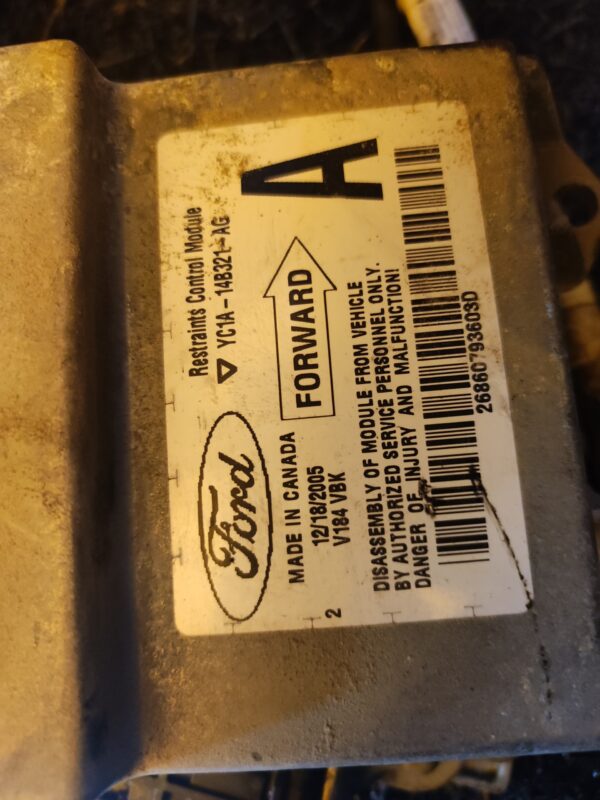 Restraints Control Module
YC1A-14B321-AG
A
Ford
FORWARD
MADE IN CANADA
12/18/2005
V184 VBK
2
DISASSEMBLY OF MODULE FROM VEHICLE
BY AUTHORIZED SERVICE PERSONNEL ONLY.
DANGER OF INJURY AND MALFUNCTION!
26860793603D